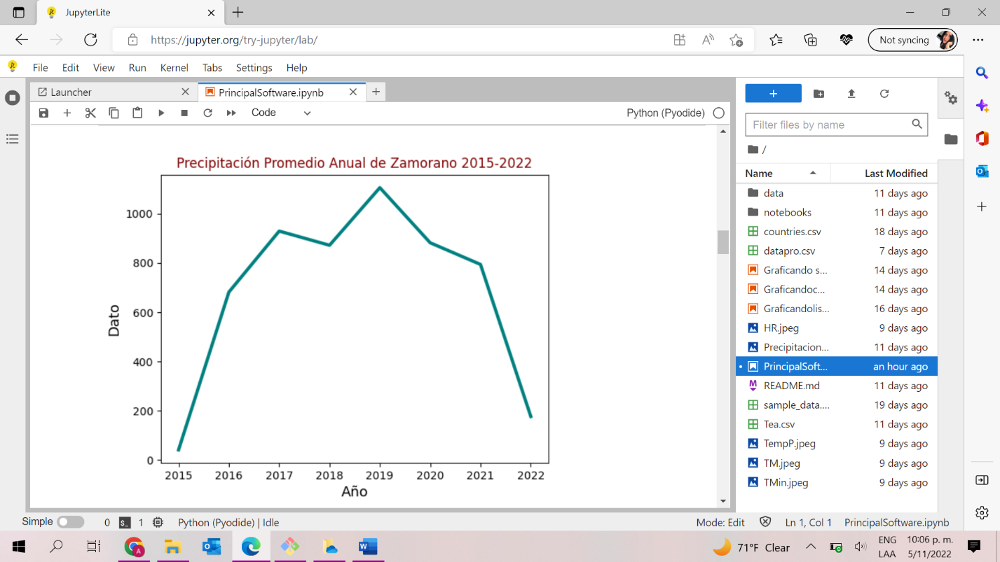 JupyterLite
https://jupyter.org/try-jupyter/lab/
Not syncing
File Edit View Run Kernel Tabs Settings Help
Launcher
PrincipalSoftware.ipynb
Code
Python (Pyodide)
Precipitación Promedio Anual de Zamorano 2015-2022
1000
800
600
400
200
0
Dato
2015 2016 2017 2018 2019 2020 2021 2022
Año
Filter files by name
/
Name Last Modified
data 11 days ago
notebooks 11 days ago
countries.csv 18 days ago
datapro.csv 7 days ago
Graficando s... 14 days ago
Graficandoc... 14 days ago
Graficandolis... 16 days ago
HR.jpeg 9 days ago
Precipitacion... 11 days ago
PrincipalSoft... an hour ago
README.md 11 days ago
sample_data.... 19 days ago
Tea.csv 11 days ago
TempP.jpeg 9 days ago
TM.jpeg 9 days ago
TMin.jpeg 9 days ago
Simple 0 1 Python (Pyodide) | Idle Mode: Edit Ln 1, Col 1 PrincipalSoftware.ipynb
71°F Clear
ENG
LAA
10:06 p. m.
5/11/2022